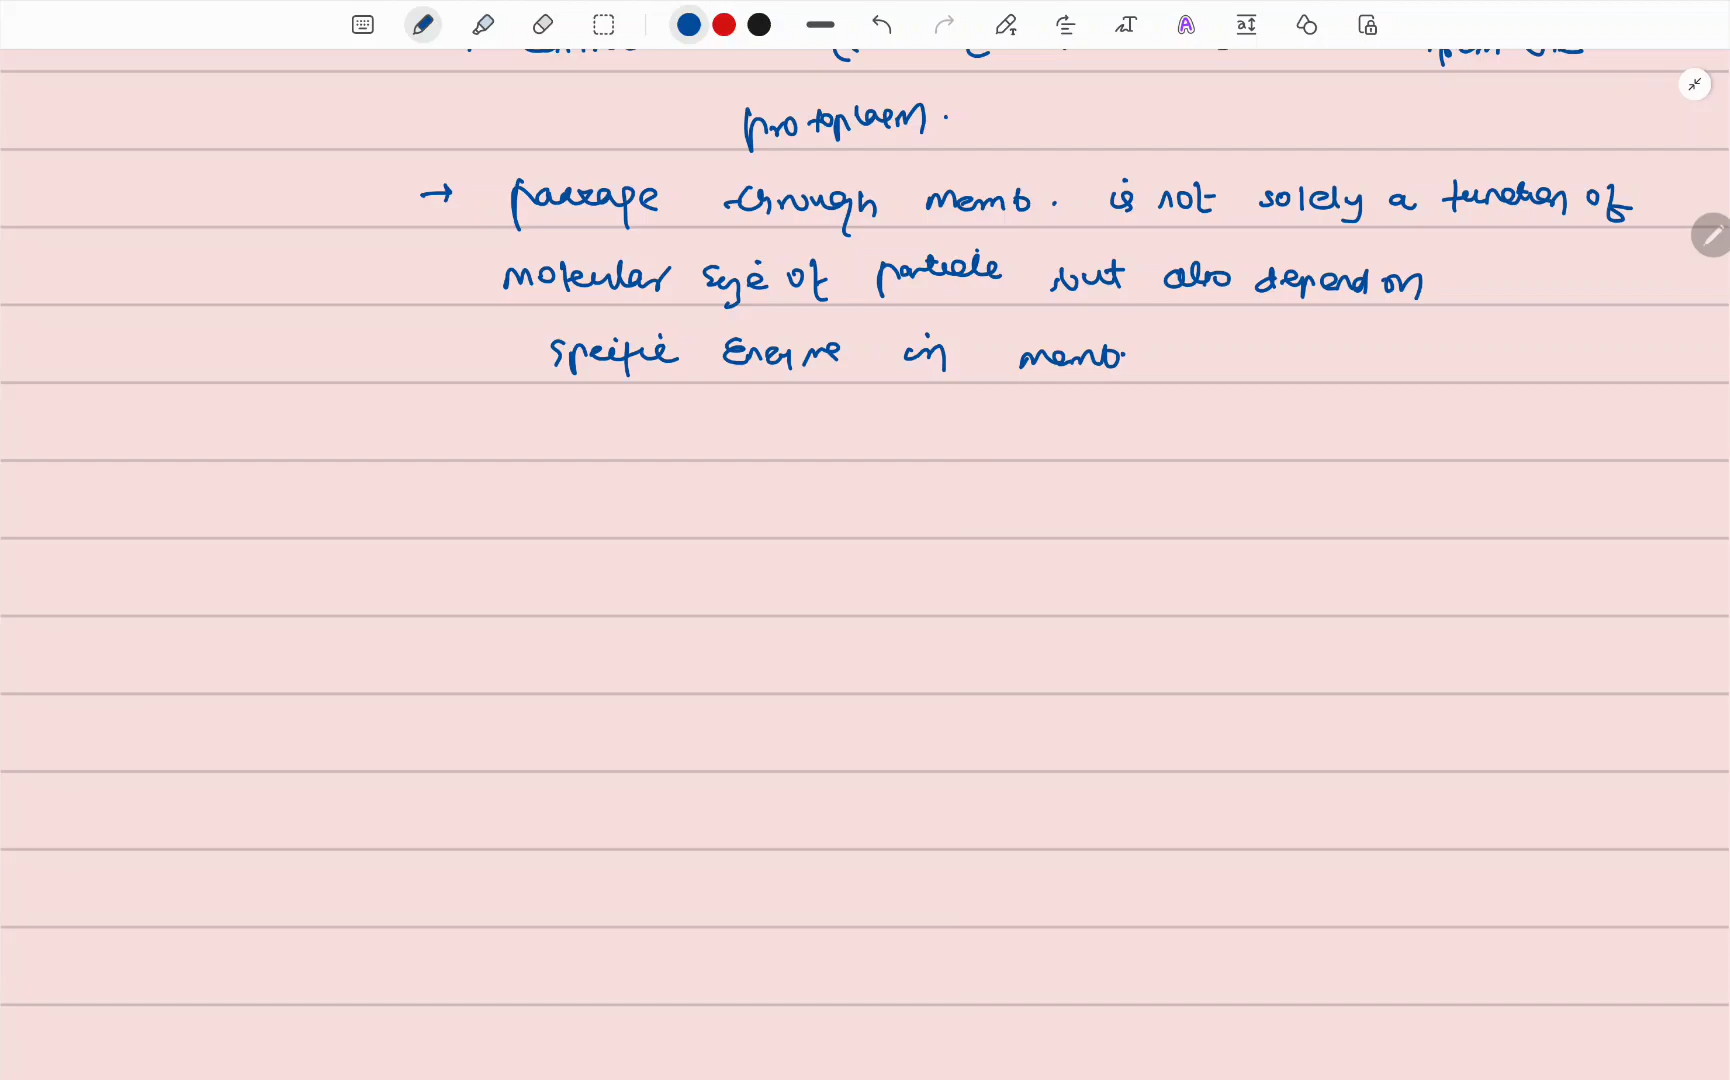 protoplasm.
→ passage through memb. is not solely a function of
molecular size of particle but also depend on
specific Enzyme in memb.